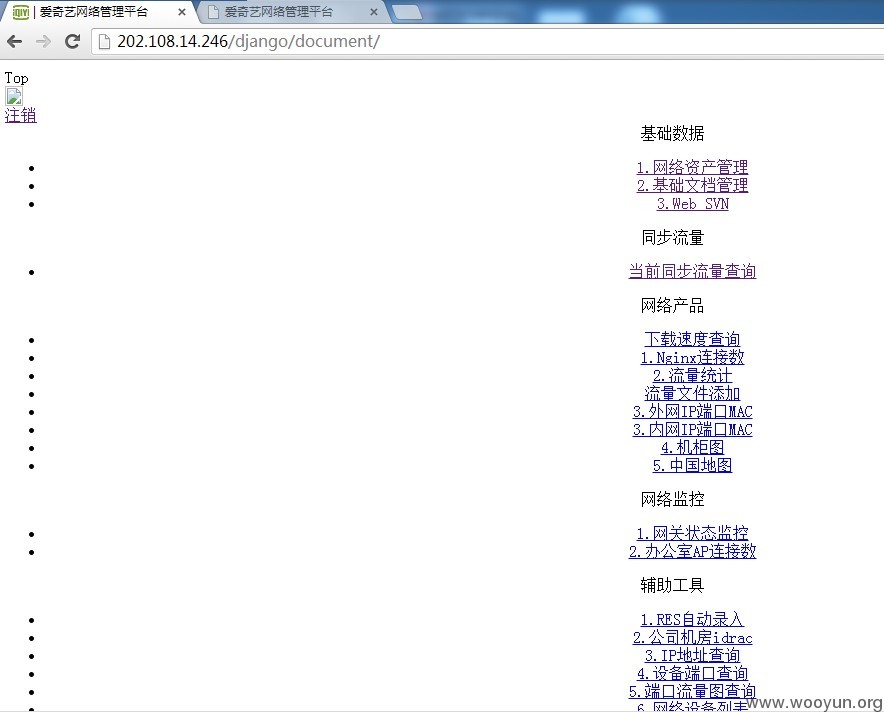 iQIYI | 爱奇艺网络管理平台
爱奇艺网络管理平台
202.108.14.246/django/document/
Top
注销
基础数据
1.网络资产管理
2.基础文档管理
3.Web SVN
同步流量
当前同步流量查询
网络产品
下载速度查询
1.Nginx连接数
2.流量统计
流量文件添加
3.外网IP端口MAC
3.内网IP端口MAC
4.机柜图
5.中国地图
网络监控
1.网关状态监控
2.办公室AP连接数
辅助工具
1.RES自动录入
2.公司机房idrac
3.IP地址查询
4.设备端口查询
5.端口流量图查询
6.网络设备列表
www.wooyun.org